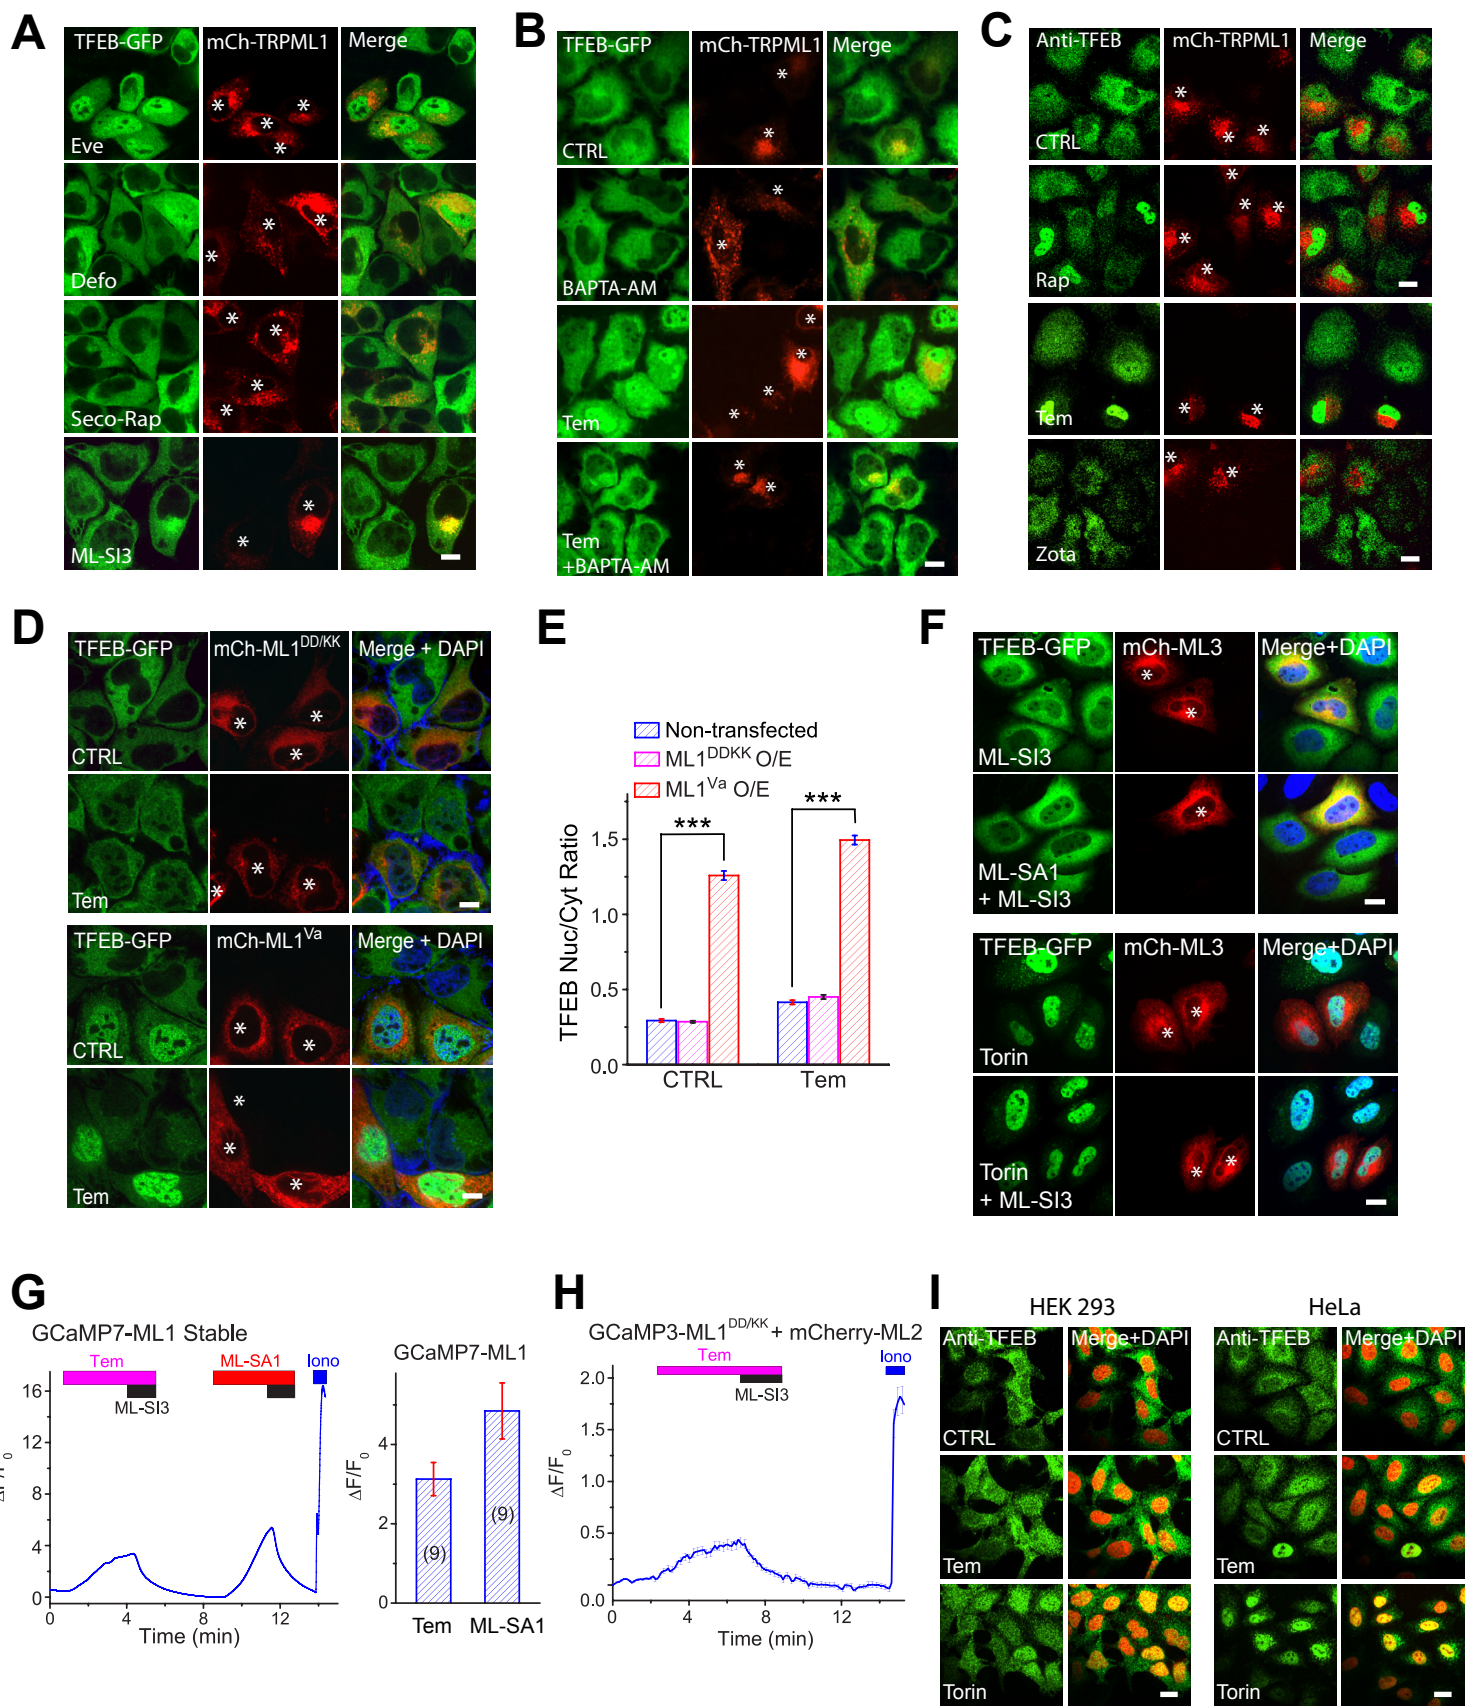 A
TFEB-GFP mCh-TRPML1 Merge
Eve
Defo
Seco-Rap
ML-SI3
B
TFEB-GFP mCh-TRPML1 Merge
CTRL
BAPTA-AM
Tem
Tem
+BAPTA-AM
C
Anti-TFEB mCh-TRPML1 Merge
CTRL
Rap
Tem
Zota
D
TFEB-GFP mCh-ML1DD/KK Merge + DAPI
CTRL
Tem
TFEB-GFP mCh-ML1Va Merge + DAPI
CTRL
Tem
E
Non-transfected
ML1DDKK O/E
ML1Va O/E
*** ***
1.5
1.0
0.5
0.0
TFEB Nuc/Cyt Ratio
CTRL Tem
F
TFEB-GFP mCh-ML3 Merge+DAPI
ML-SI3
ML-SA1
+ ML-SI3
TFEB-GFP mCh-ML3 Merge+DAPI
Torin
Torin
+ ML-SI3
G
GCaMP7-ML1 Stable
Tem ML-SA1 Iono
ML-SI3
16
12
8
4
0
ΔF/F0
0 4 8 12
Time (min)
GCaMP7-ML1
4
2
0
ΔF/F0
(9) (9)
Tem ML-SA1
H
GCaMP3-ML1DD/KK + mCherry-ML2
Tem Iono
ML-SI3
2.0
1.5
1.0
0.5
0.0
ΔF/F0
0 4 8 12
Time (min)
I
HEK 293 HeLa
Anti-TFEB Merge+DAPI Anti-TFEB Merge+DAPI
CTRL CTRL
Tem Tem
Torin Torin